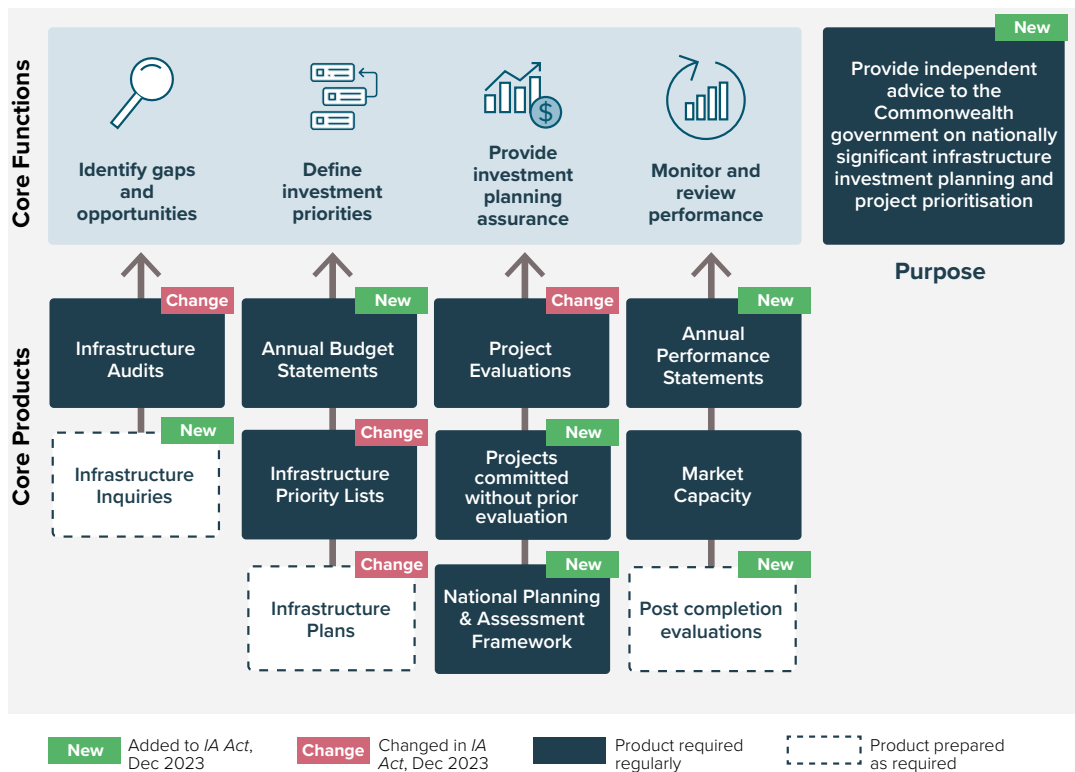 Core Functions
Identify gaps
and
opportunities
Define
investment
priorities
$
Provide
investment
planning
assurance
Monitor and
review
performance
New
Provide independent
advice to the
Commonwealth
government on nationally
significant infrastructure
investment planning and
project prioritisation
Purpose
Core Products
Change
Infrastructure
Audits
New
Infrastructure
Inquiries
New
Annual Budget
Statements
Change
Infrastructure
Priority Lists
Change
Infrastructure
Plans
Change
Project
Evaluations
New
Projects
committed
without prior
evaluation
New
National Planning
& Assessment
Framework
New
Annual
Performance
Statements
Market
Capacity
New
Post completion
evaluations
New
Added to IA Act,
Dec 2023
Change
Changed in IA
Act, Dec 2023
Product required
regularly
Product prepared
as required